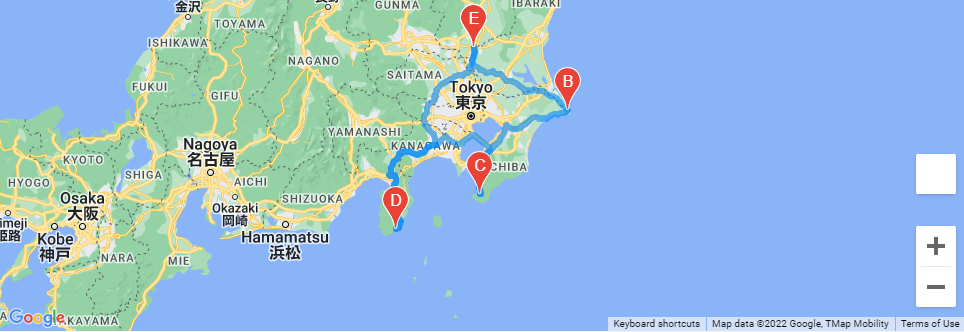 金沢
TOYAMA
GUNMA
IBARAKI
E
ISHIKAWA
NAGANO
SAITAMA
B
FUKUI
GIFU
Tokyo
東京
YAMANASHI
KANAGAWA
Nagoya
名古屋
KYOTO
SHIGA
AICHI
C
CHIBA
HYOGO
SHIZUOKA
D
Osaka
大阪
Okazaki
岡崎
imeji
姫路
Kobe
神戸
Hamamatsu
浜松
NARA
MIE
Google
AKAYAMA
Keyboard shortcuts
Map data ©2022 Google, TMap Mobility
Terms of Use